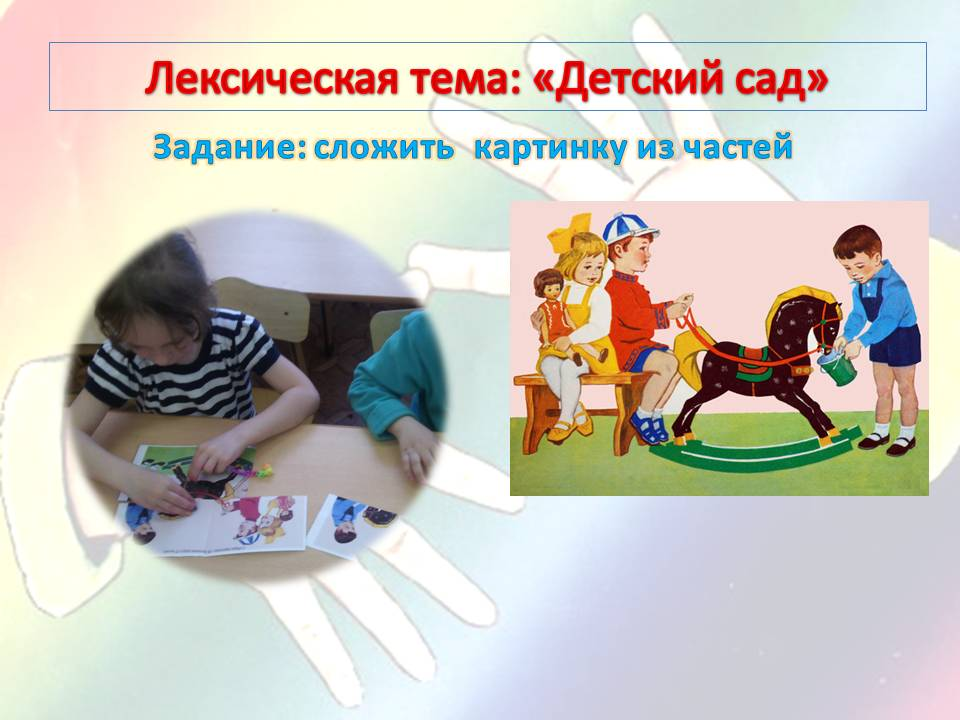 Лексическая тема: «Детский сад»
Задание: сложить картинку из частей